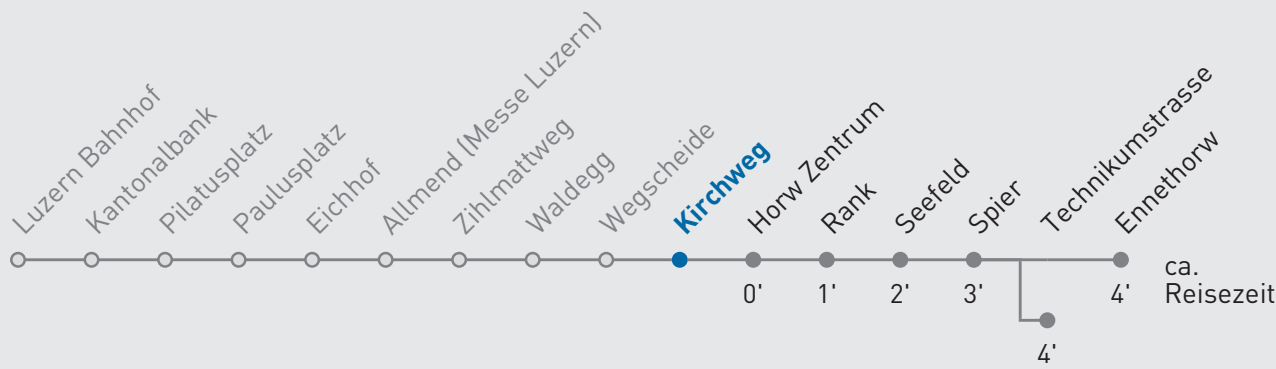 Luzern Bahnhof
Kantonalbank
Pilatusplatz
Paulusplatz
Eichhof
Allmend (Messe Luzern)
Zihlmattweg
Waldegg
Wegscheide
Kirchweg
Horw Zentrum
Rank
Seefeld
Spier
Technikumstrasse
Ennethorw
0' 1' 2' 3' 4' ca.
Reisezeit
4'